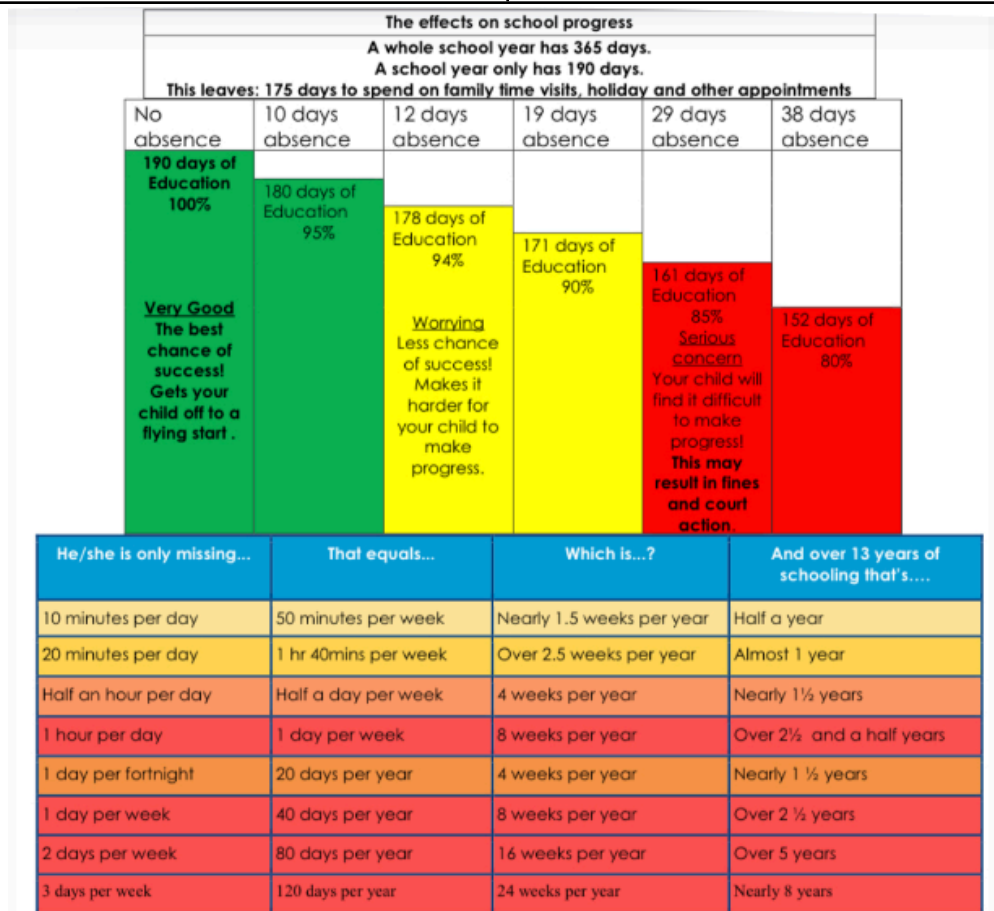 The effects on school progress
A whole school year has 365 days.
A school year only has 190 days.
This leaves: 175 days to spend on family time visits, holiday and other appointments
No absence
10 days absence
12 days absence
19 days absence
29 days absence
38 days absence
190 days of
Education
100%
Very Good
The best
chance of
success!
Gets your
child off to a
flying start .
180 days of
Education
95%
178 days of
Education
94%
Worrying
Less chance
of success!
Makes it
harder for
your child to
make
progress.
171 days of
Education
90%
161 days of
Education
85%
Serious
concern
Your child will
find it difficult
to make
progress!
This may
result in fines
and court
action.
152 days of
Education
80%
He/she is only missing... That equals... Which is...? And over 13 years of
schooling that's....
10 minutes per day 50 minutes per week Nearly 1.5 weeks per year Half a year
20 minutes per day 1 hr 40mins per week Over 2.5 weeks per year Almost 1 year
Half an hour per day Half a day per week 4 weeks per year Nearly 1½ years
1 hour per day 1 day per week 8 weeks per year Over 2½ and a half years
1 day per fortnight 20 days per year 4 weeks per year Nearly 1 ½ years
1 day per week 40 days per year 8 weeks per year Over 2 ½ years
2 days per week 80 days per year 16 weeks per year Over 5 years
3 days per week 120 days per year 24 weeks per year Nearly 8 years